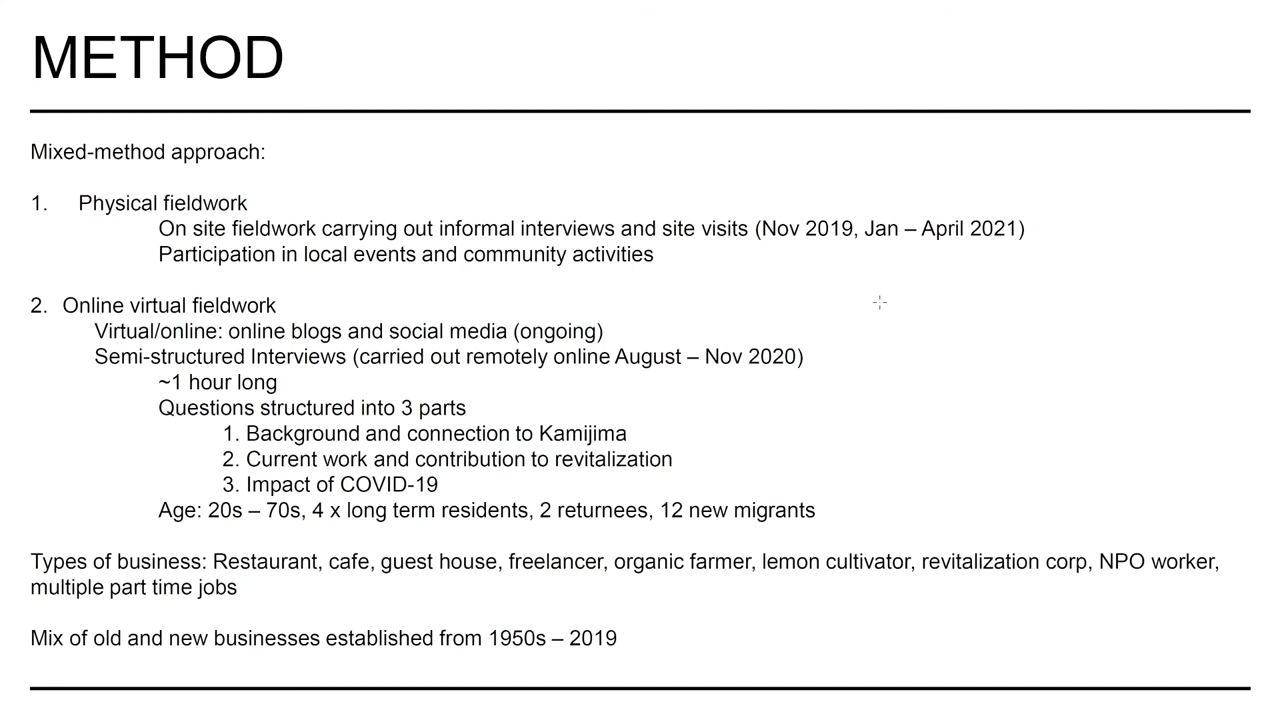 METHOD
Mixed-method approach:
1. Physical fieldwork
On site fieldwork carrying out informal interviews and site visits (Nov 2019, Jan – April 2021)
Participation in local events and community activities
2. Online virtual fieldwork
Virtual/online: online blogs and social media (ongoing)
Semi-structured Interviews (carried out remotely online August – Nov 2020)
~1 hour long
Questions structured into 3 parts
1. Background and connection to Kamijima
2. Current work and contribution to revitalization
3. Impact of COVID-19
Age: 20s – 70s, 4 x long term residents, 2 returnees, 12 new migrants
Types of business: Restaurant, cafe, guest house, freelancer, organic farmer, lemon cultivator, revitalization corp, NPO worker,
multiple part time jobs
Mix of old and new businesses established from 1950s – 2019